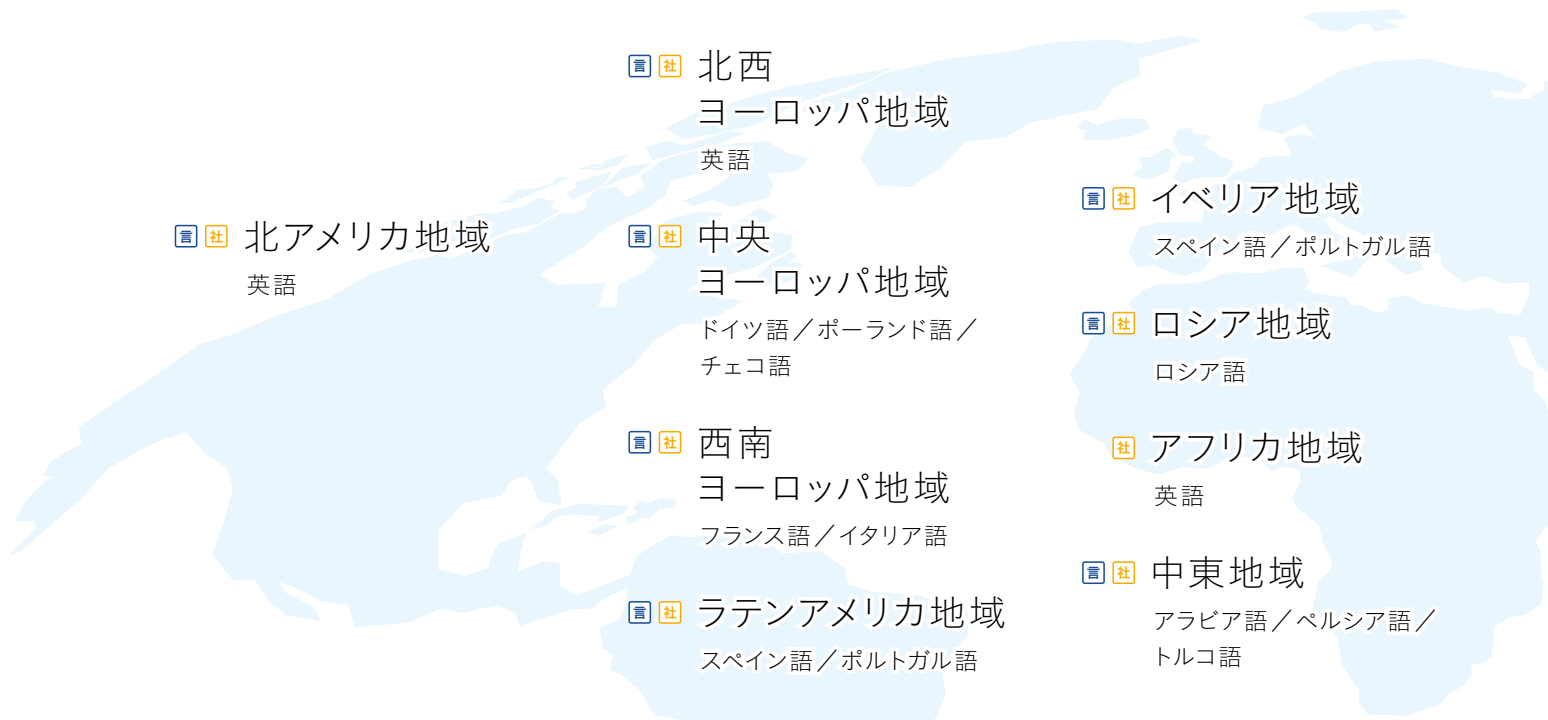 言 社 北アメリカ地域
英語
言 社 北西
ヨーロッパ地域
英語
言 社 中央
ヨーロッパ地域
ドイツ語／ポーランド語／
チェコ語
言 社 西南
ヨーロッパ地域
フランス語／イタリア語
言 社 ラテンアメリカ地域
スペイン語／ポルトガル語
言 社 イベリア地域
スペイン語／ポルトガル語
言 社 ロシア地域
ロシア語
社 アフリカ地域
英語
言 社 中東地域
アラビア語／ペルシア語／
トルコ語